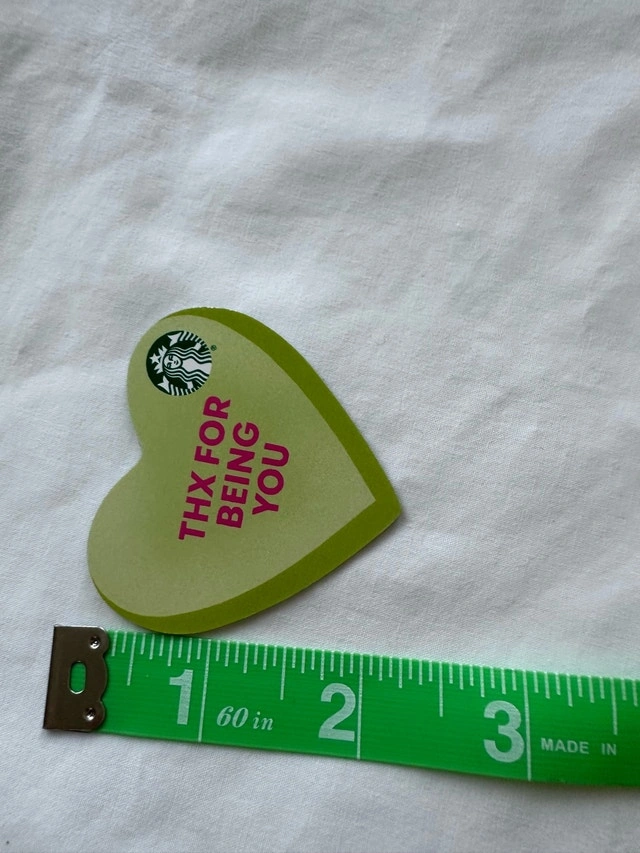 THX FOR
BEING
YOU
®
1 60 in 2 3 MADE IN